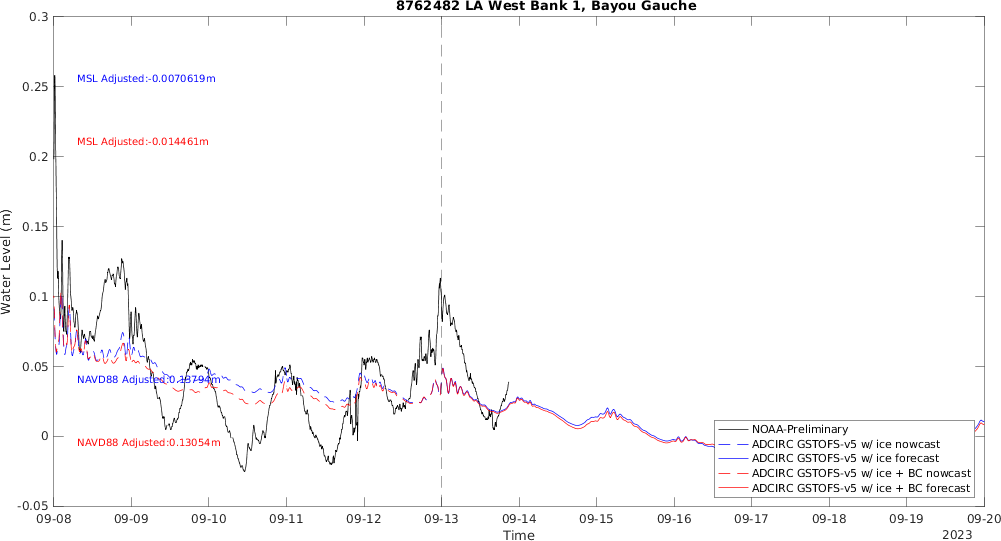 8762482 LA West Bank 1, Bayou Gauche
0.3
0.25
0.2
0.15
0.1
0.05
0
-0.05
Water Level (m)
MSL Adjusted:-0.0070619m
MSL Adjusted:-0.014461m
NAVD88 Adjusted:0.13794m
NAVD88 Adjusted:0.13054m
NOAA-Preliminary
ADCIRC GSTOFS-v5 w/ ice nowcast
ADCIRC GSTOFS-v5 w/ ice forecast
ADCIRC GSTOFS-v5 w/ ice + BC nowcast
ADCIRC GSTOFS-v5 w/ ice + BC forecast
09-08 09-09 09-10 09-11 09-12 09-13 09-14 09-15 09-16 09-17 09-18 09-19 09-20
Time
2023